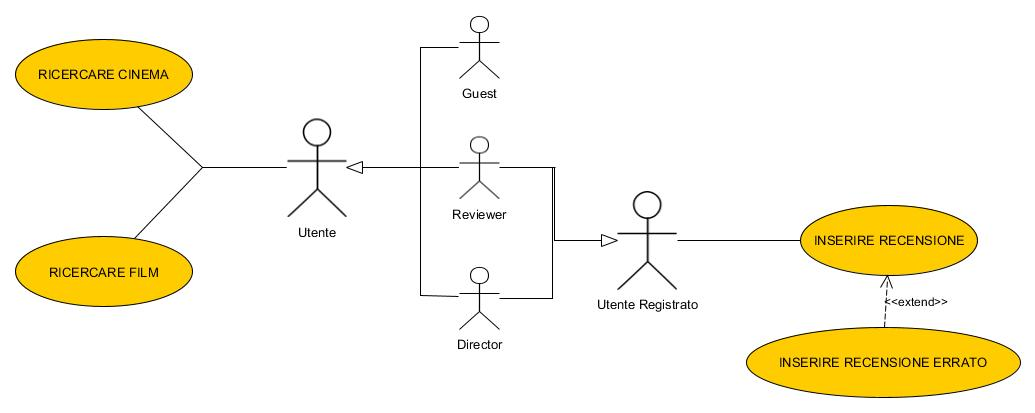 Guest
RICERCARE CINEMA
Reviewer
Utente
INSERIRE RECENSIONE
RICERCARE FILM
Utente Registrato
<<extend>>
Director
INSERIRE RECENSIONE ERRATO